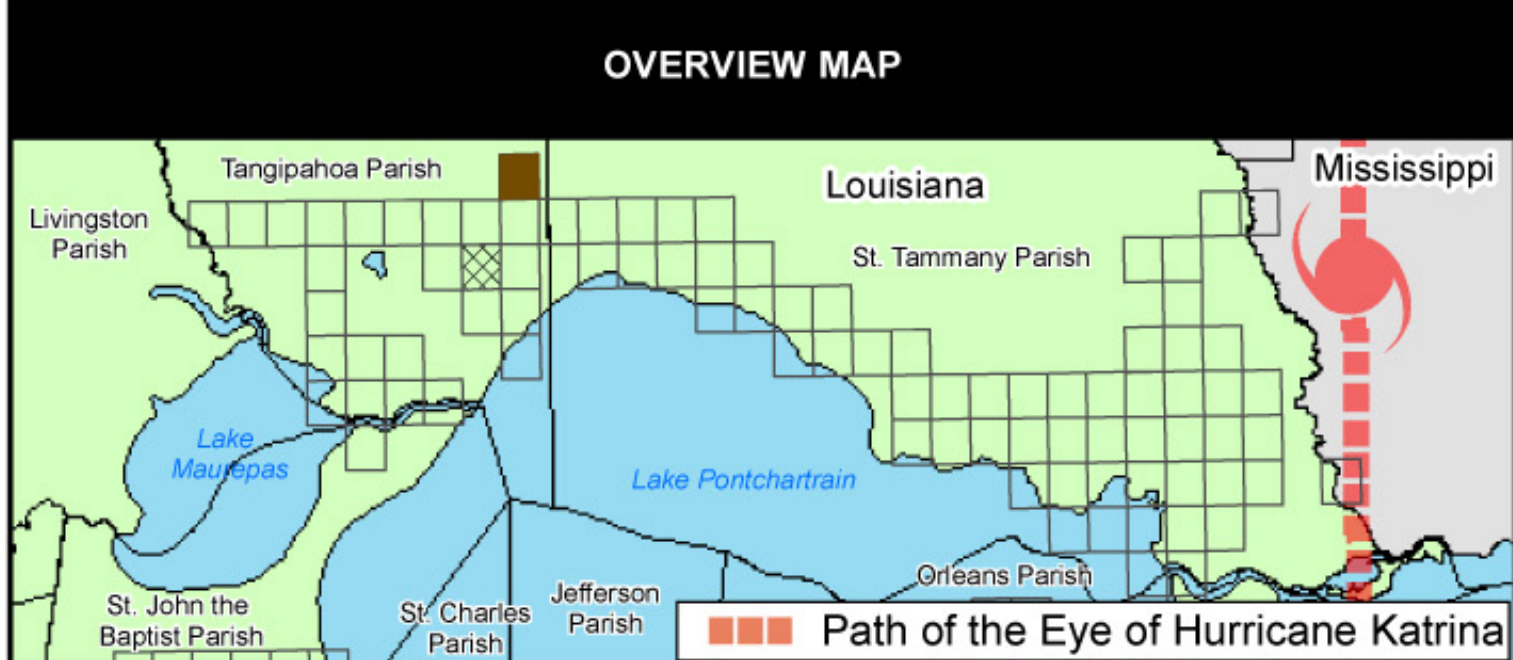 OVERVIEW MAP
Tangipahoa Parish
Louisiana
Mississippi
Livingston
Parish
St. Tammany Parish
Lake
Maurepas
Lake Pontchartrain
Orleans Parish
St. John the
Baptist Parish
St. Charles
Parish
Jefferson
Parish
Path of the Eye of Hurricane Katrina